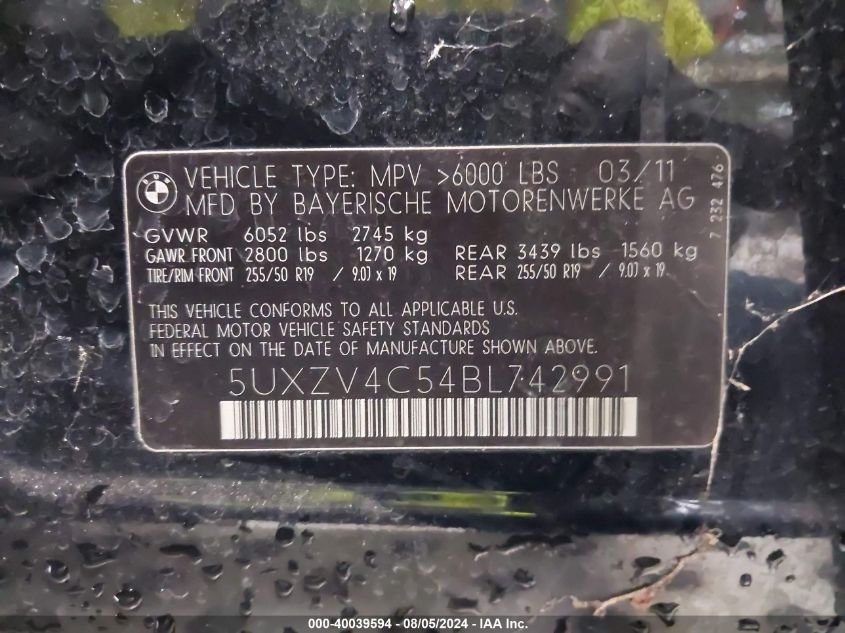 BMW
VEHICLE TYPE: MPV >6000 LBS 03/11
MFD BY BAYERISCHE MOTORENWERKE AG
7 232 476
GVWR 6052 lbs 2745 kg
GAWR FRONT 2800 lbs 1270 kg REAR 3439 lbs 1560 kg
TIRE/RIM FRONT 255/50 R19 / 9.0J x 19 REAR 255/50 R19 / 9.0J x 19
THIS VEHICLE CONFORMS TO ALL APPLICABLE U.S.
FEDERAL MOTOR VEHICLE SAFETY STANDARDS
IN EFFECT ON THE DATE OF MANUFACTURE SHOWN ABOVE.
5UXZV4C54BL742991
000-40039594 - 08/05/2024 - IAA Inc.